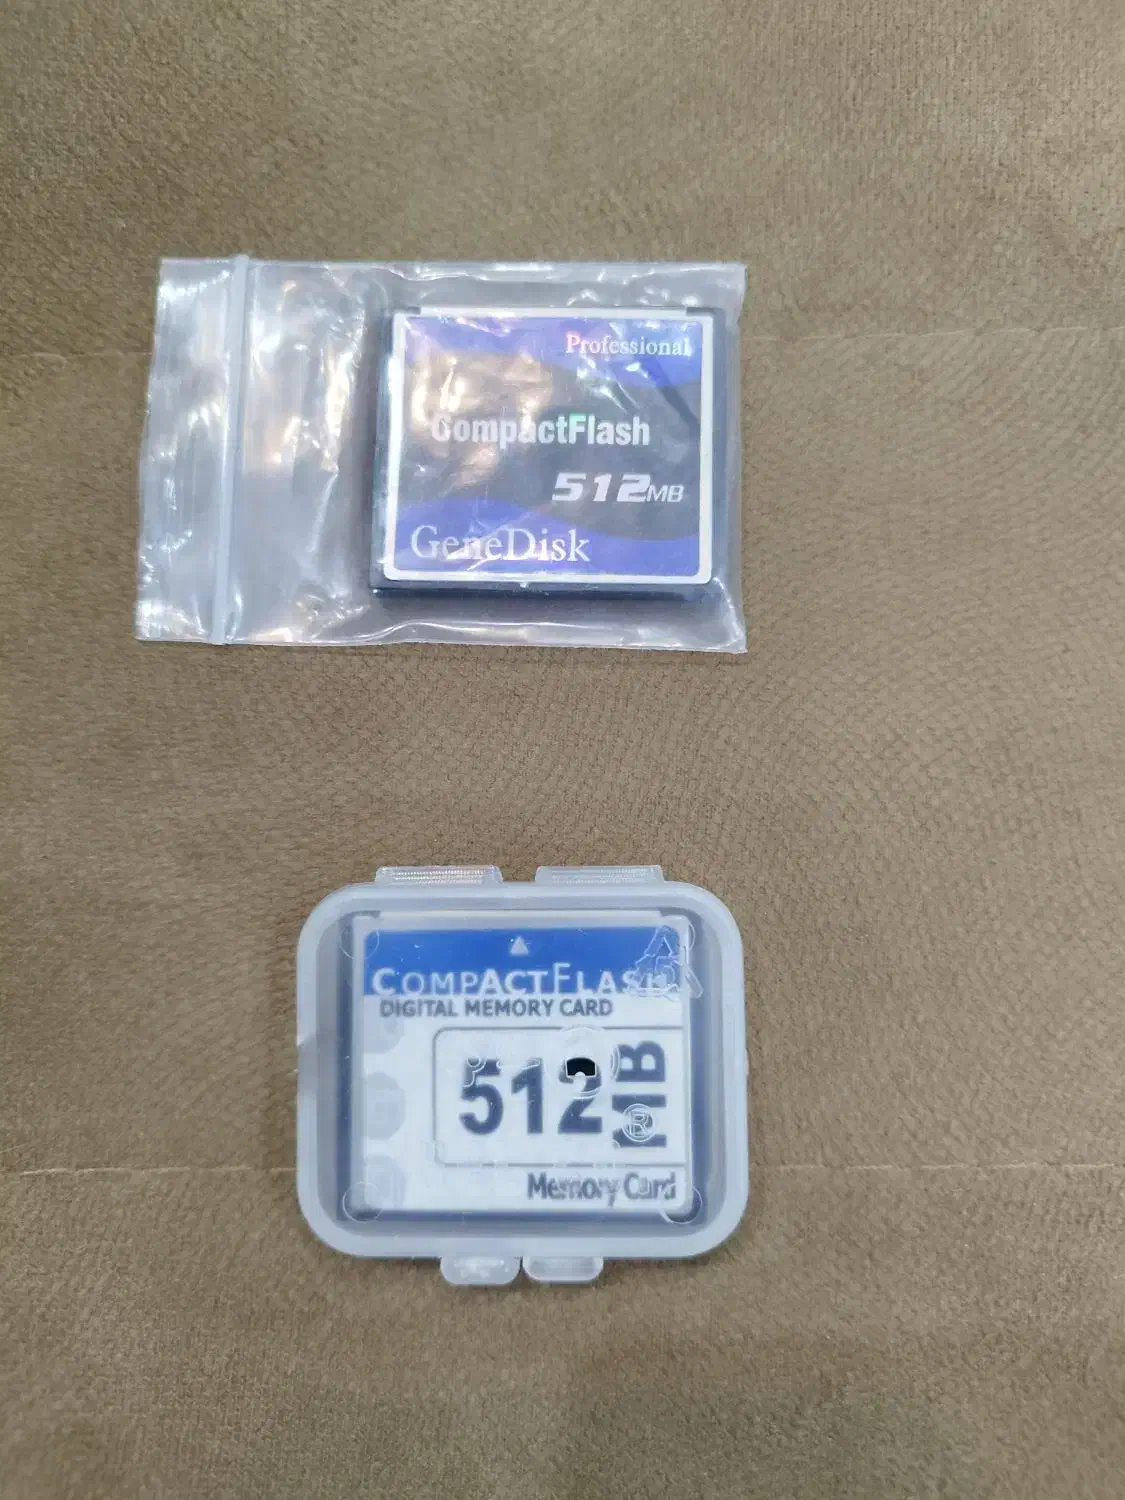 Professional
CompactFlash
512MB
GeneDisk
COMPACTFLASH
DIGITAL MEMORY CARD
512 MB
®
Memory Card